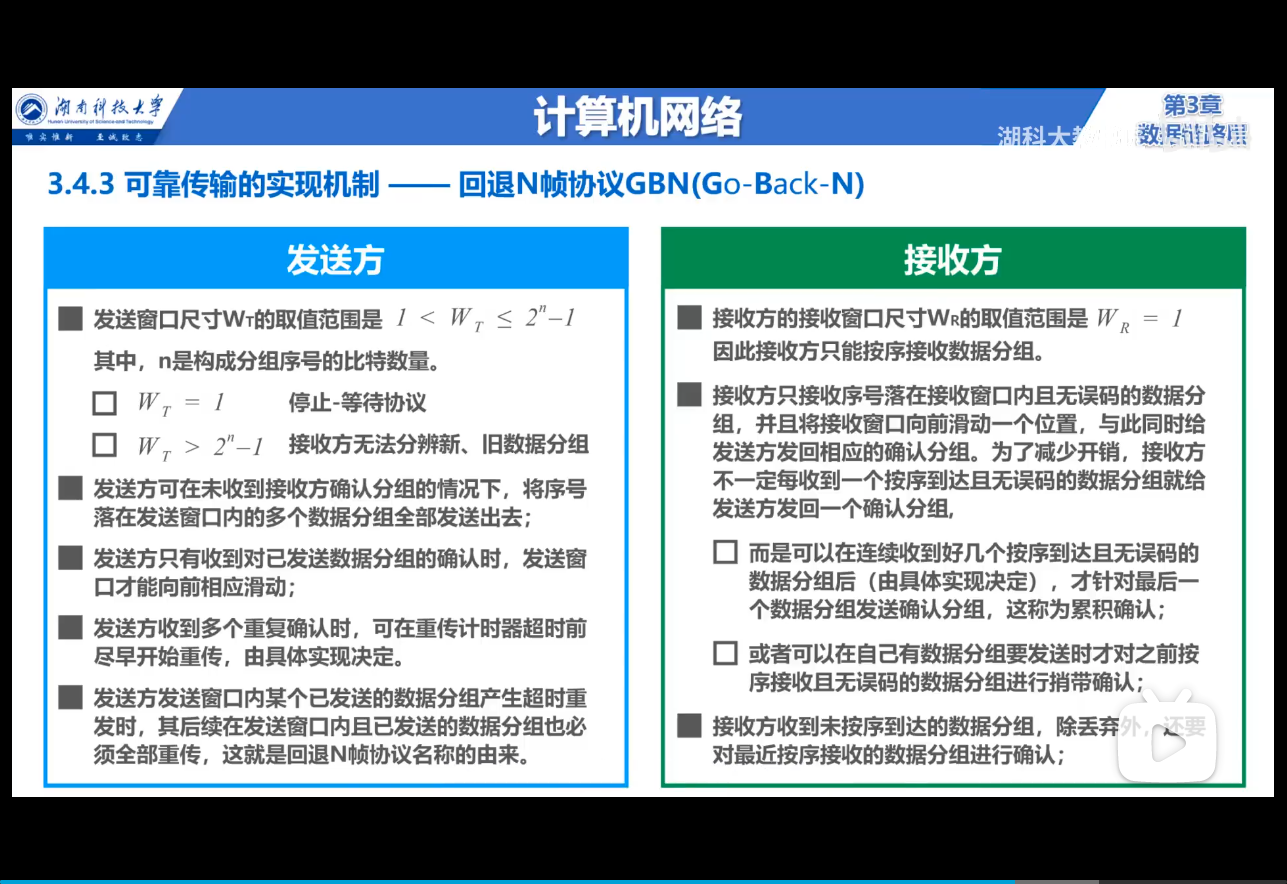 湖南科技大学
Hunan University of Science and Technology
唯实惟新 至诚致志
计算机网络
第3章
湖科大教
3.4.3 可靠传输的实现机制 —— 回退N帧协议GBN(Go-Back-N)
发送方
发送窗口尺寸WT的取值范围是 1 < W_T ≤ 2^n–1
其中，n是构成分组序号的比特数量。
W_T = 1 停止-等待协议
W_T > 2^n–1 接收方无法分辨新、旧数据分组
发送方可在未收到接收方确认分组的情况下，将序号
落在发送窗口内的多个数据分组全部发送出去；
发送方只有收到对已发送数据分组的确认时，发送窗
口才能向前相应滑动；
发送方收到多个重复确认时，可在重传计时器超时前
尽早开始重传，由具体实现决定。
发送方发送窗口内某个已发送的数据分组产生超时重
发时，其后续在发送窗口内且已发送的数据分组也必
须全部重传，这就是回退N帧协议名称的由来。
接收方
接收方的接收窗口尺寸WR的取值范围是 W_R = 1
因此接收方只能按序接收数据分组。
接收方只接收序号落在接收窗口内且无误码的数据分
组，并且将接收窗口向前滑动一个位置，与此同时给
发送方发回相应的确认分组。为了减少开销，接收方
不一定每收到一个按序到达且无误码的数据分组就给
发送方发回一个确认分组,
而是可以在连续收到好几个按序到达且无误码的
数据分组后（由具体实现决定），才针对最后一
个数据分组发送确认分组，这称为累积确认；
或者可以在自己有数据分组要发送时才对之前按
序接收且无误码的数据分组进行捎带确认；
接收方收到未按序到达的数据分组，除丢弃外，还要
对最近按序接收的数据分组进行确认；